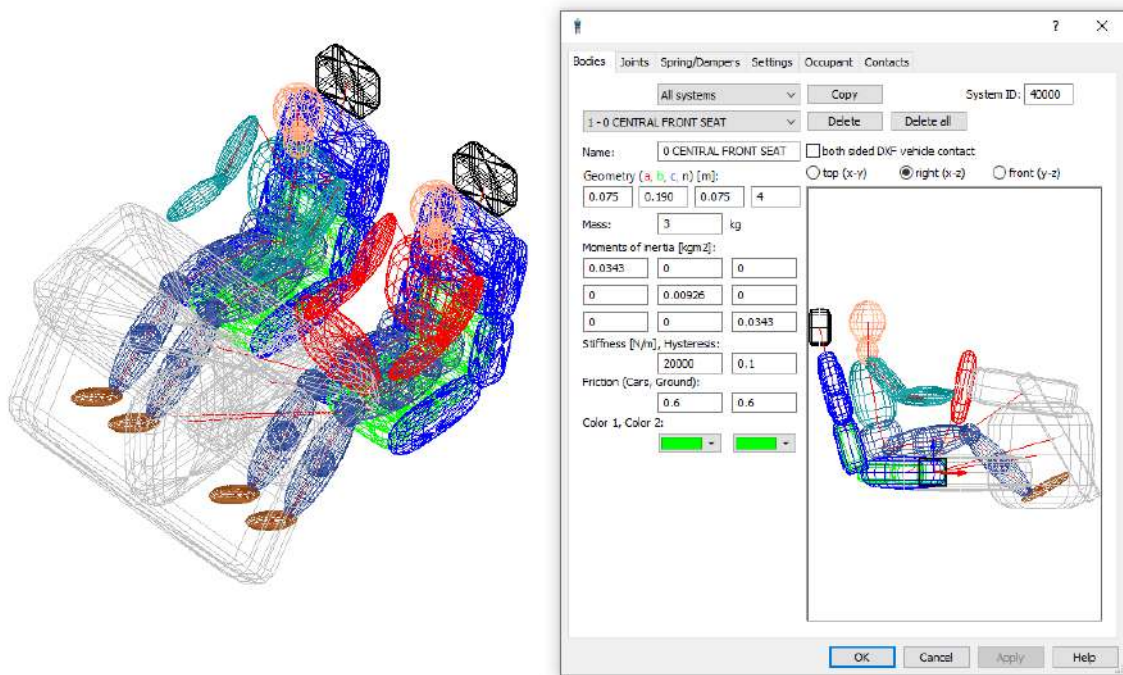 ?
Bodies Joints Spring/Dampers Settings Occupant Contacts
All systems Copy System ID: 40000
1 - 0 CENTRAL FRONT SEAT Delete Delete all
Name: 0 CENTRAL FRONT SEAT both sided DXF vehicle contact
Geometry (a, b, c, n) [m]: top (x-y) right (x-z) front (y-z)
0.075 0.190 0.075 4
Mass: 3 kg
Moments of inertia [kgm2]:
0.0343 0 0
0 0.00926 0
0 0 0.0343
Stiffness [N/m], Hysteresis:
20000 0.1
Friction (Cars, Ground):
0.6 0.6
Color 1, Color 2:
OK Cancel Apply Help